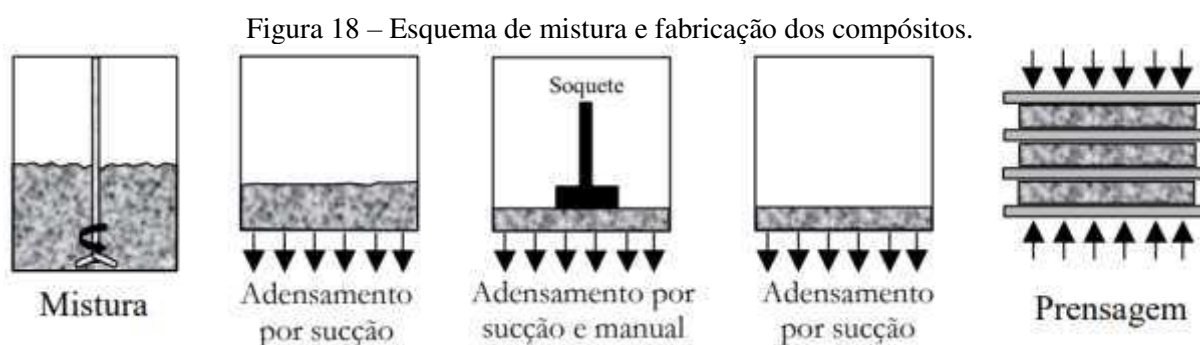 Figura 18 – Esquema de mistura e fabricação dos compósitos.
Soquete
Mistura
Adensamento
por sucção
Adensamento por
sucção e manual
Adensamento
por sucção
Prensagem